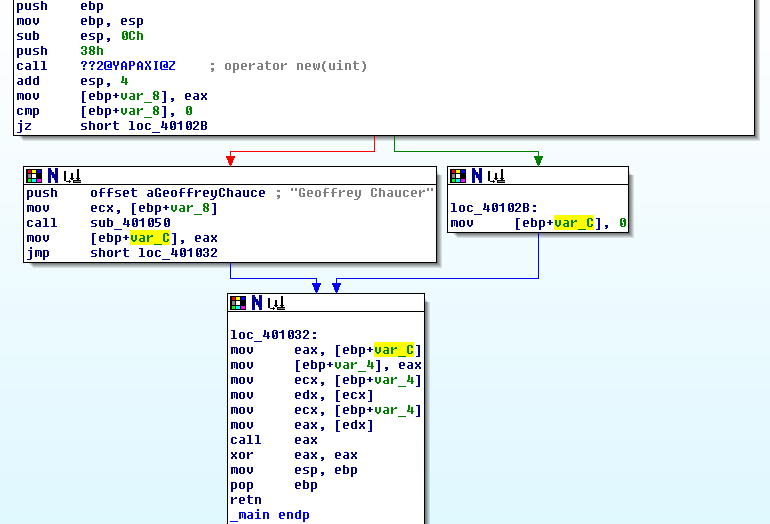 push    ebp
mov     ebp, esp
sub     esp, 0Ch
push    38h
call    ??2@YAPAXI@Z    ; operator new(uint)
add     esp, 4
mov     [ebp+var_8], eax
cmp     [ebp+var_8], 0
jz      short loc_40102B
push    offset aGeoffreyChauce ; "Geoffrey Chaucer"
mov     ecx, [ebp+var_8]
call    sub_401050
mov     [ebp+var_C], eax
jmp     short loc_401032
loc_40102B:
mov     [ebp+var_C], 0
loc_401032:
mov     eax, [ebp+var_C]
mov     [ebp+var_4], eax
mov     ecx, [ebp+var_4]
mov     edx, [ecx]
mov     ecx, [ebp+var_4]
mov     eax, [edx]
call    eax
xor     eax, eax
mov     esp, ebp
pop     ebp
retn
_main endp